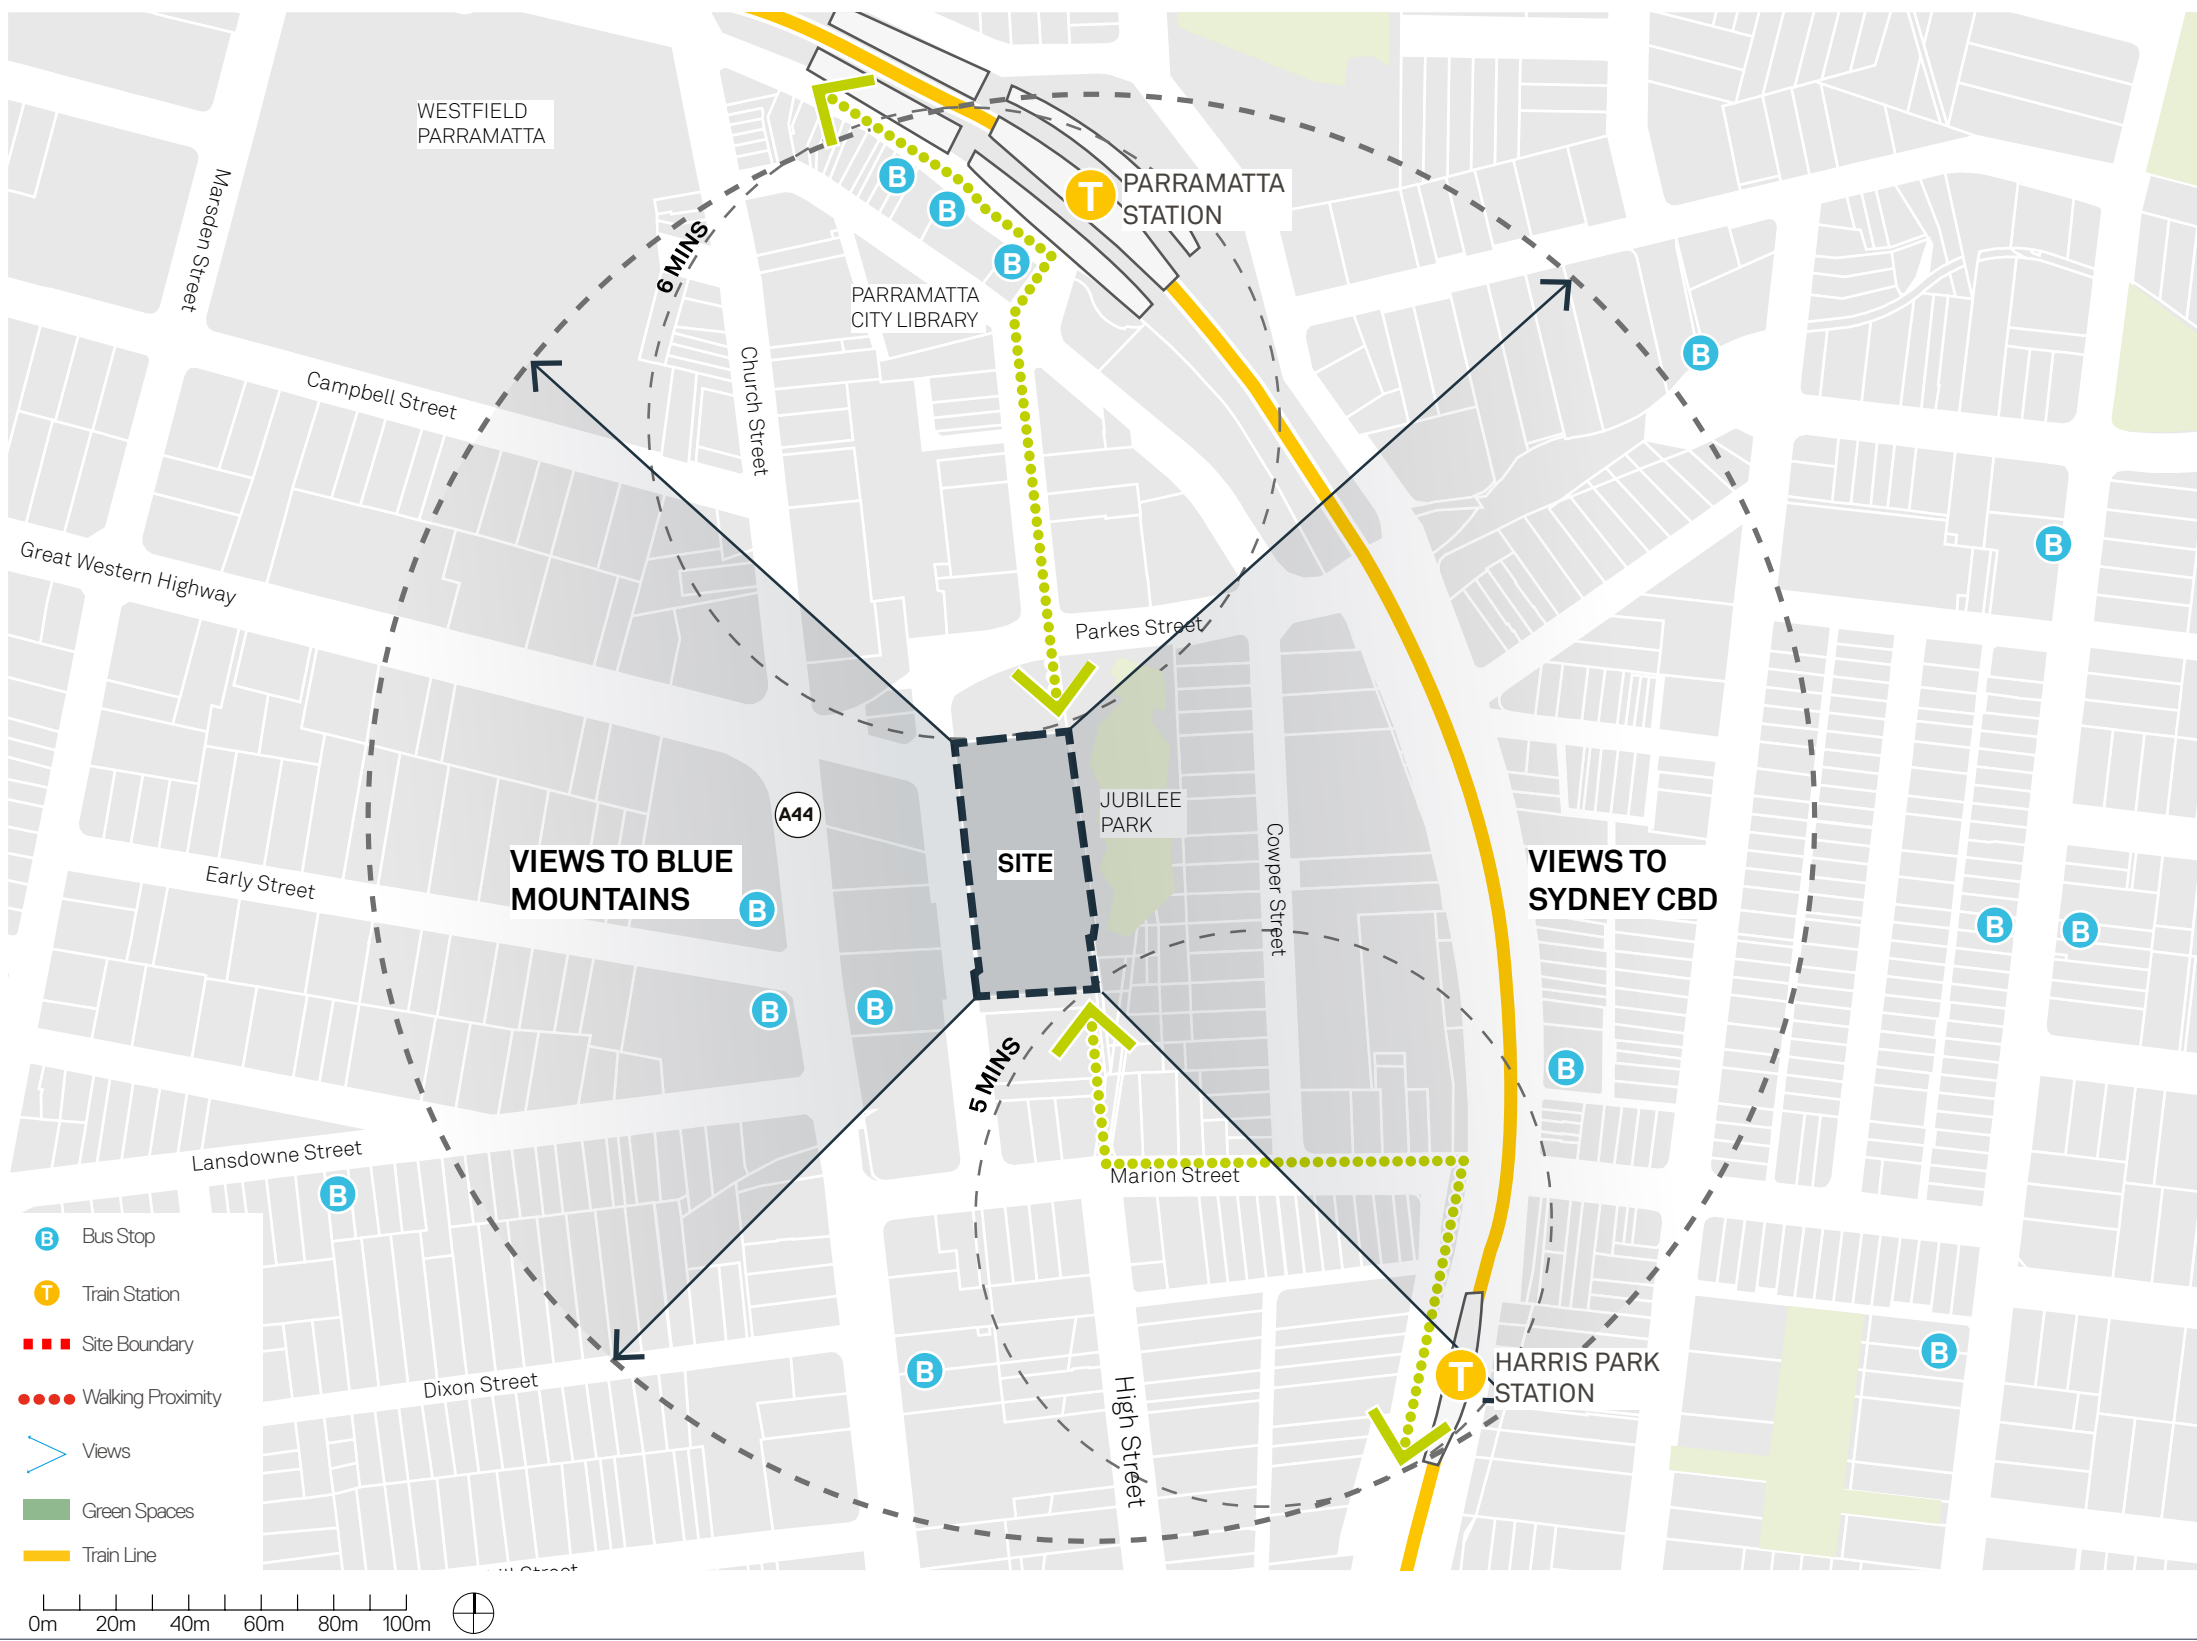 WESTFIELD
PARRAMATTA
Marsden Street
B
B
B
T
PARRAMATTA
STATION
6 MINS
PARRAMATTA
CITY LIBRARY
Church Street
Campbell Street
B
B
Great Western Highway
Parkes Street
A44
JUBILEE
PARK
VIEWS TO BLUE
MOUNTAINS
SITE
Cowper Street
VIEWS TO
SYDNEY CBD
Early Street
B
B
B
B
B
5 MINS
B
Lansdowne Street
Marion Street
B
B
Bus Stop
T
Train Station
Site Boundary
Walking Proximity
Views
Green Spaces
Train Line
Dixon Street
B
High Street
T
HARRIS PARK
STATION
B
Street
0m 20m 40m 60m 80m 100m